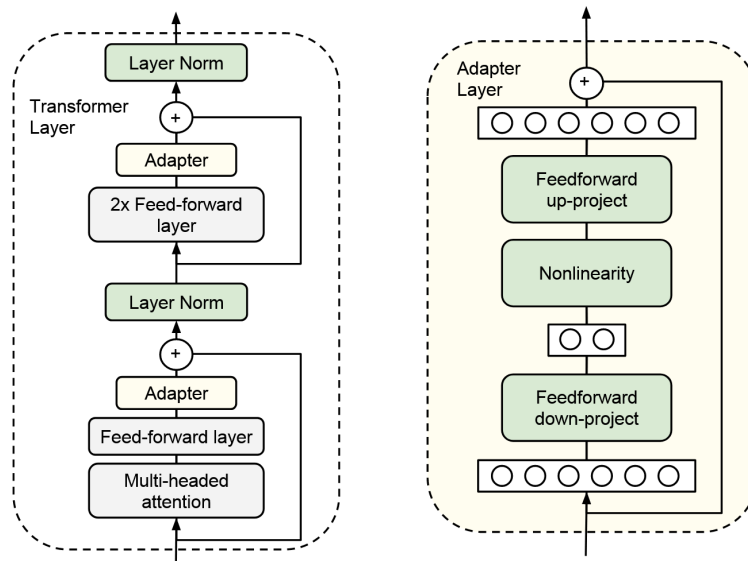 Layer Norm
Transformer
Layer
+
Adapter
2x Feed-forward
layer
Layer Norm
+
Adapter
Feed-forward layer
Multi-headed
attention
Adapter
Layer
+
Feedforward
up-project
Nonlinearity
Feedforward
down-project